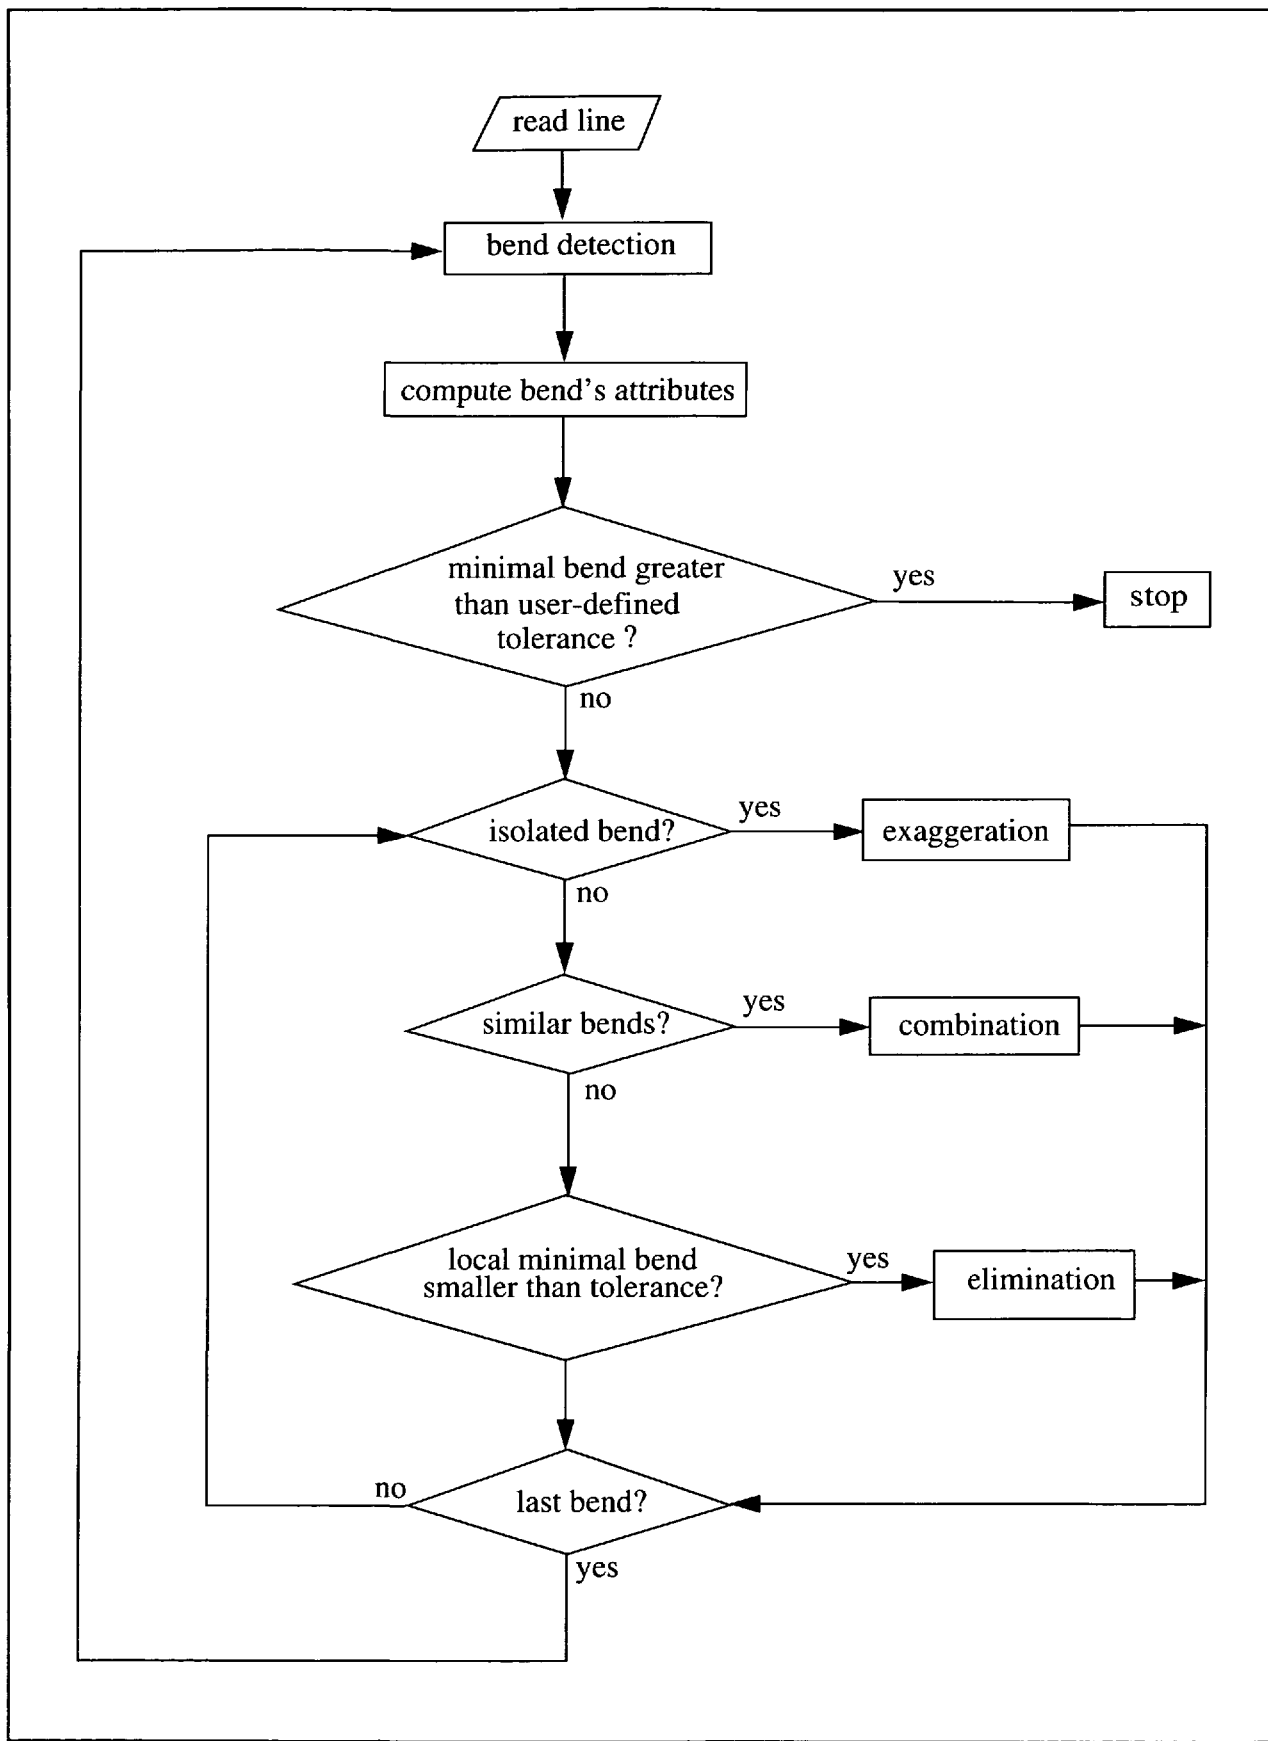 read line
bend detection
compute bend's attributes
minimal bend greater
than user-defined
tolerance ?
yes
stop
no
isolated bend?
yes
exaggeration
no
similar bends?
yes
combination
no
local minimal bend
smaller than tolerance?
yes
elimination
no
last bend?
yes